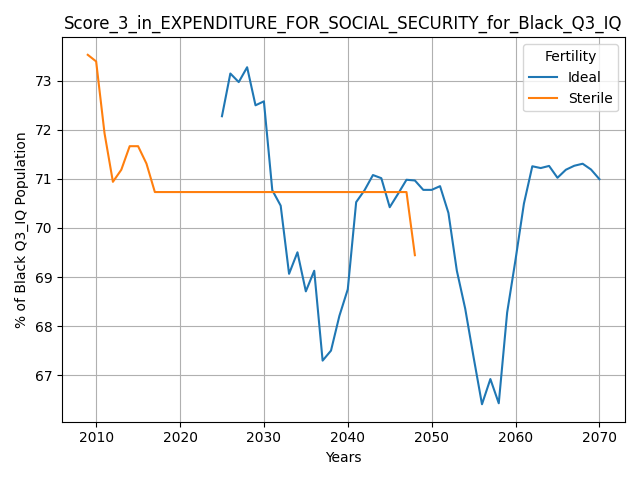 Score_3_in_EXPENDITURE_FOR_SOCIAL_SECURITY_for_Black_Q3_IQ
Fertility
Ideal
Sterile
% of Black Q3_IQ Population
73
72
71
70
69
68
67
2010 2020 2030 2040 2050 2060 2070
Years